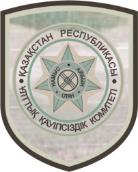 ҚАЗАҚСТАН РЕСПУБЛИКАСЫ
ҰЛТТЫҚ ҚАУІПСІЗДІК КОМИТЕТІ